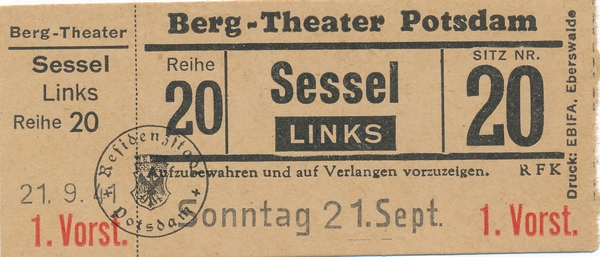 Berg-Theater
Sessel
Links
Reihe 20
21. 9. 41
1. Vorst.
Berg-Theater Potsdam
Reihe
20
Sessel
LINKS
SITZ NR.
20
Aufzubewahren und auf Verlangen vorzuzeigen.
RFK
Residenzstadt
Potsdam
Sonntag 21. Sept.
1. Vorst.
Druck: EBIFA, Eberswalde